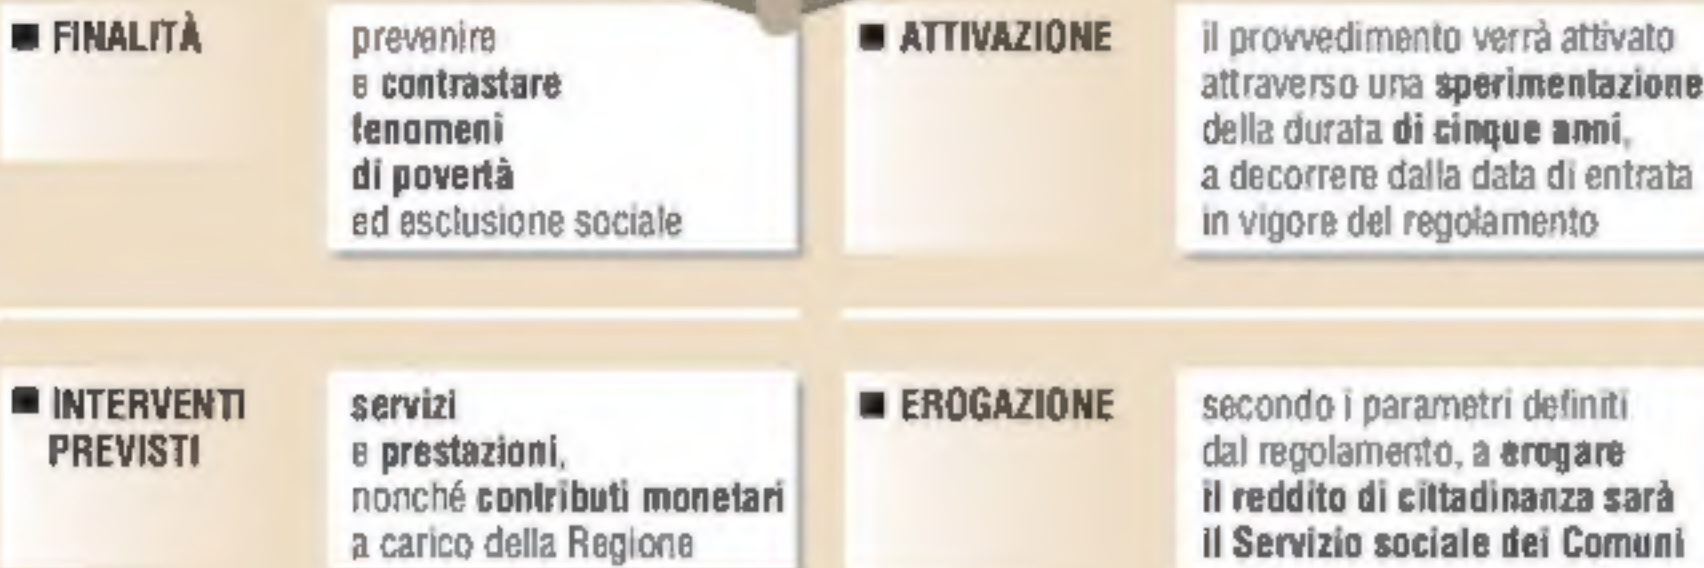 ■ FINALITÀ
prevenire
e contrastare
fenomeni
di povertà
ed esclusione sociale
■ ATTIVAZIONE
il provvedimento verrà attivato
attraverso una sperimentazione
della durata di cinque anni,
a decorrere dalla data di entrata
in vigore del regolamento
■ INTERVENTI
PREVISTI
servizi
e prestazioni,
nonché contributi monetari
a carico della Regione
■ EROGAZIONE
secondo i parametri definiti
dal regolamento, a erogare
il reddito di cittadinanza sarà
il Servizio sociale dei Comuni